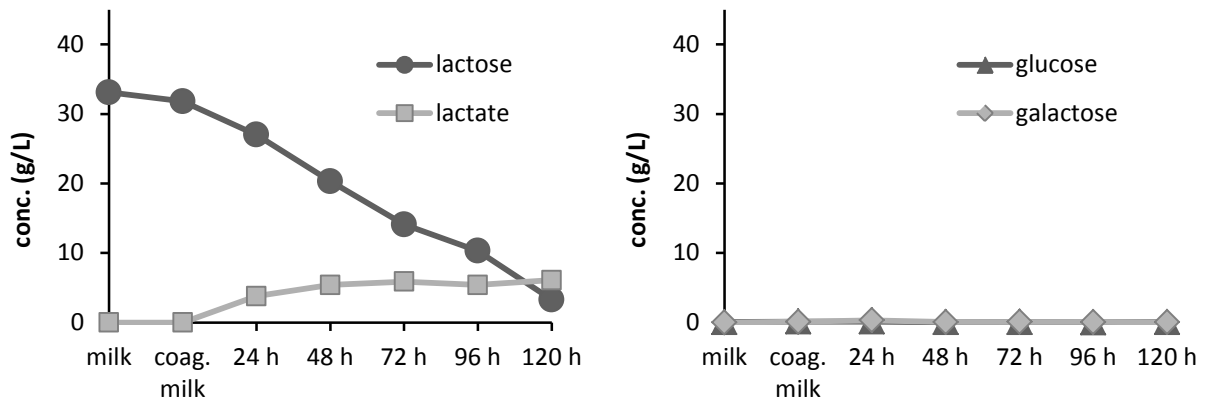 40
30
20
10
0
conc. (g/L)
lactose
lactate
milk
coag.
milk
24 h
48 h
72 h
96 h
120 h
40
30
20
10
0
conc. (g/L)
glucose
galactose
milk
coag.
milk
24 h
48 h
72 h
96 h
120 h